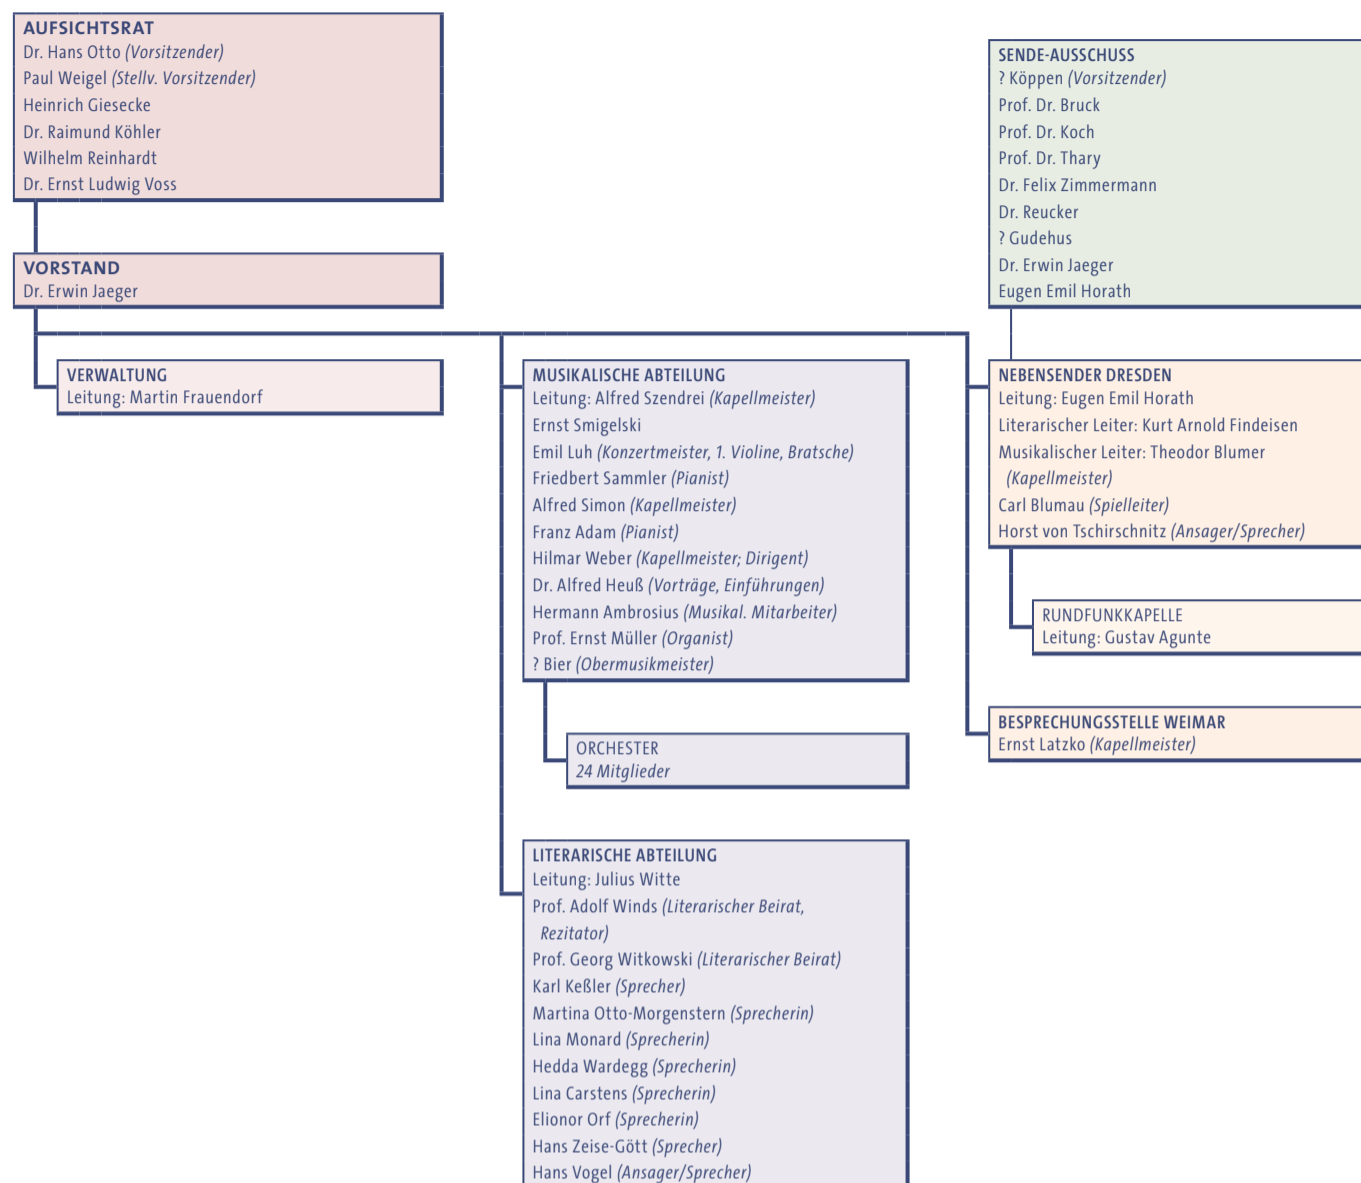 AUFSICHTSRAT
Dr. Hans Otto (Vorsitzender)
Paul Weigel (Stellv. Vorsitzender)
Heinrich Giesecke
Dr. Raimund Köhler
Wilhelm Reinhardt
Dr. Ernst Ludwig Voss
VORSTAND
Dr. Erwin Jaeger
VERWALTUNG
Leitung: Martin Frauendorf
MUSIKALISCHE ABTEILUNG
Leitung: Alfred Szendrei (Kapellmeister)
Ernst Smigelski
Emil Luh (Konzertmeister, 1. Violine, Bratsche)
Friedbert Sammler (Pianist)
Alfred Simon (Kapellmeister)
Franz Adam (Pianist)
Hilmar Weber (Kapellmeister; Dirigent)
Dr. Alfred Heuß (Vorträge, Einführungen)
Hermann Ambrosius (Musikal. Mitarbeiter)
Prof. Ernst Müller (Organist)
? Bier (Obermusikmeister)
ORCHESTER
24 Mitglieder
LITERARISCHE ABTEILUNG
Leitung: Julius Witte
Prof. Adolf Winds (Literarischer Beirat,
Rezitator)
Prof. Georg Witkowski (Literarischer Beirat)
Karl Keßler (Sprecher)
Martina Otto-Morgenstern (Sprecherin)
Lina Monard (Sprecherin)
Hedda Wardegg (Sprecherin)
Lina Carstens (Sprecherin)
Elionor Orf (Sprecherin)
Hans Zeise-Gött (Sprecher)
Hans Vogel (Ansager/Sprecher)
SENDE-AUSSCHUSS
? Köppen (Vorsitzender)
Prof. Dr. Bruck
Prof. Dr. Koch
Prof. Dr. Thary
Dr. Felix Zimmermann
Dr. Reucker
? Gudehus
Dr. Erwin Jaeger
Eugen Emil Horath
NEBENSENDER DRESDEN
Leitung: Eugen Emil Horath
Literarischer Leiter: Kurt Arnold Findeisen
Musikalischer Leiter: Theodor Blumer
(Kapellmeister)
Carl Blumau (Spielleiter)
Horst von Tschirschnitz (Ansager/Sprecher)
RUNDFUNKKAPELLE
Leitung: Gustav Agunte
BESPRECHUNGSSTELLE WEIMAR
Ernst Latzko (Kapellmeister)